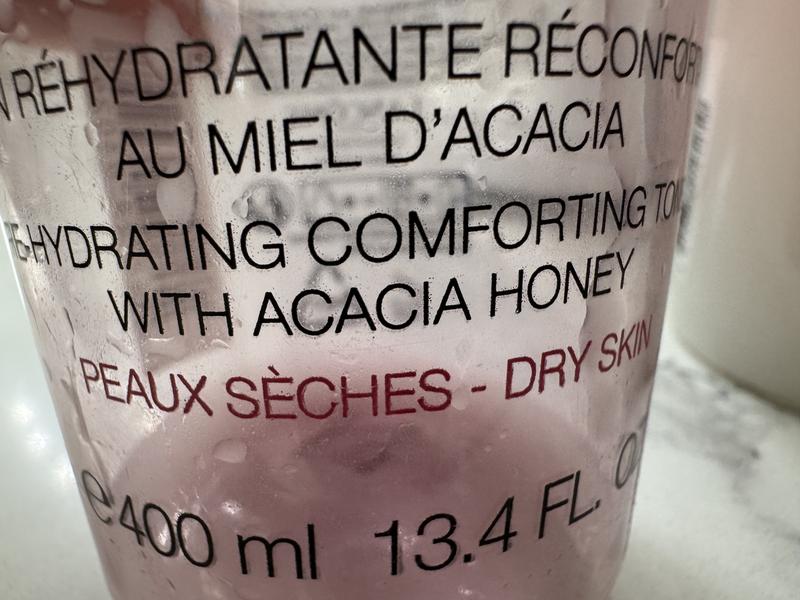 RÉHYDRATANTE RÉCONFOR
AU MIEL D'ACACIA
E-HYDRATING COMFORTING TON
WITH ACACIA HONEY
PEAUX SÈCHES - DRY SKIN
e 400 ml 13.4 FL. O